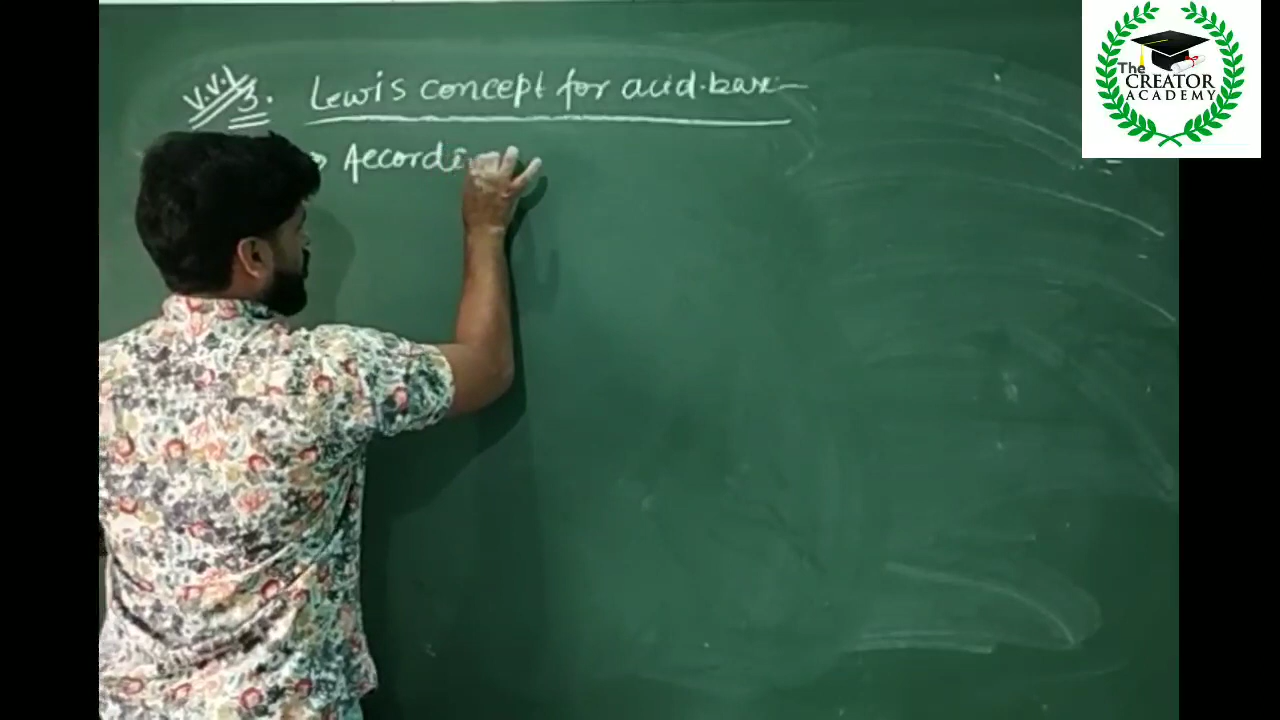 V.V.I
3. Lewis concept for acid-base-
Accordi
The
CREATOR
ACADEMY